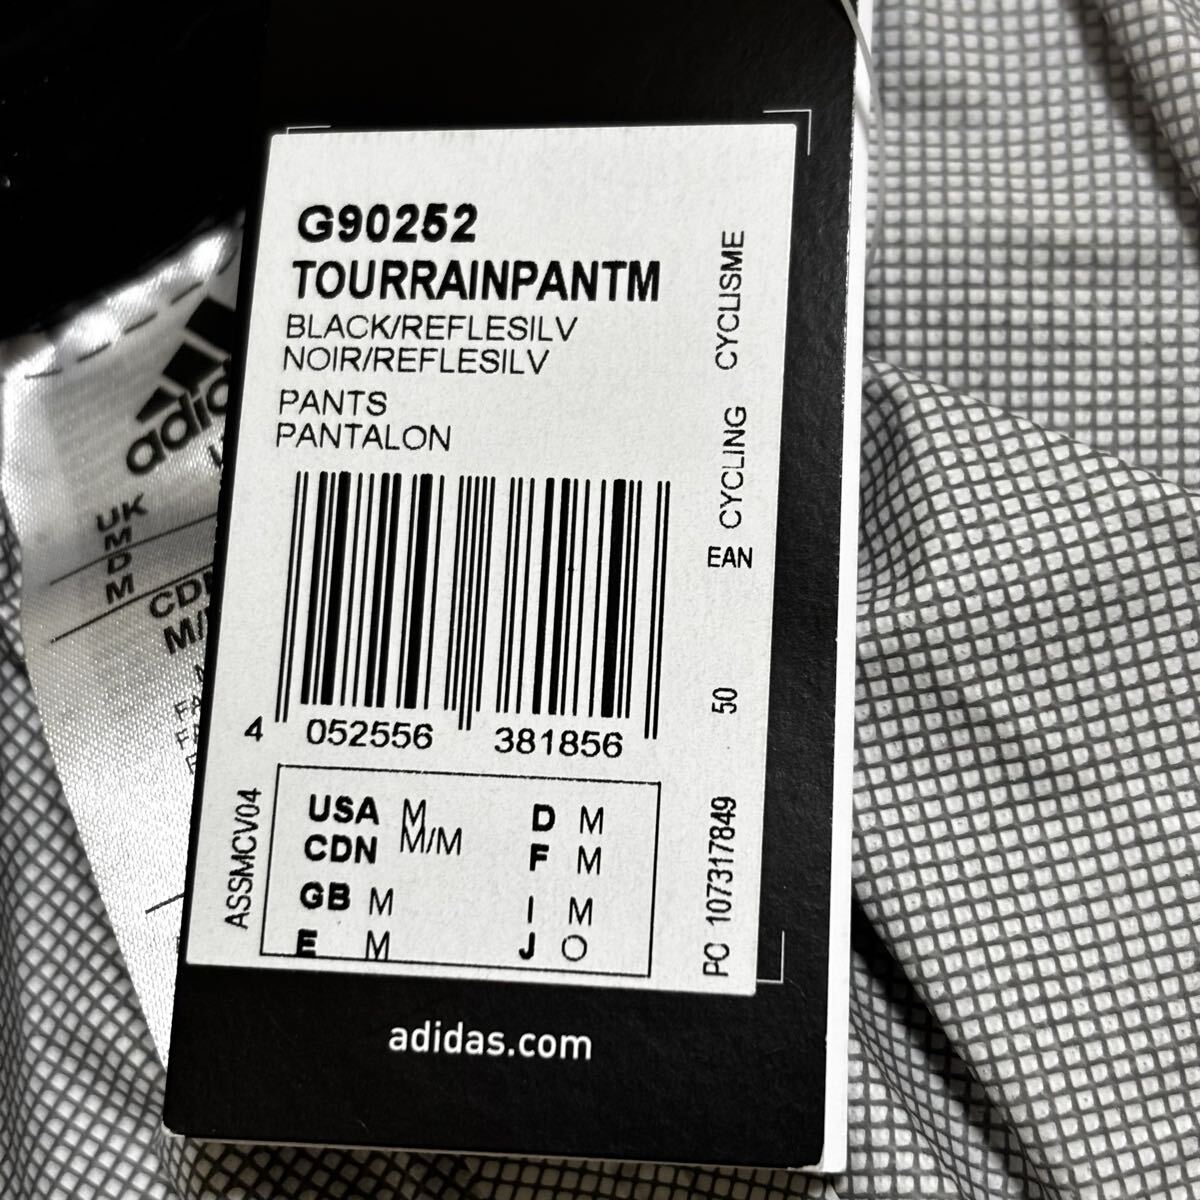 G90252
TOURRAINPANTM
BLACK/REFLESILV
NOIR/REFLESILV
PANTS
PANTALON
CYCLING CYCLISME
EAN
4 052556 381856
50
PC 107317849
ASSMCV04
USA M
CDN M/M
GB M
E M
D M
F M
I M
J O
adidas.com
UK
M
D
M